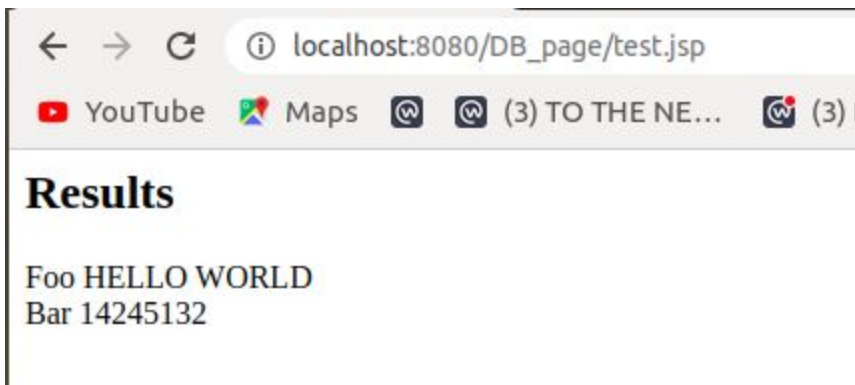 localhost:8080/DB_page/test.jsp
YouTube Maps (3) TO THE NE... (3)
Results
Foo HELLO WORLD
Bar 14245132